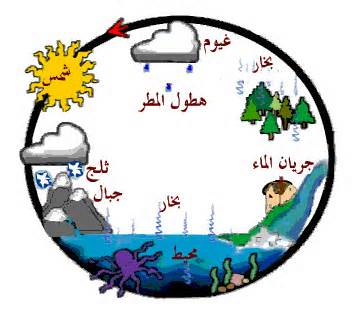 غيوم
بخار
شمس
هطول المطر
ثلج
جريان الماء
جبال
بخار
محيط